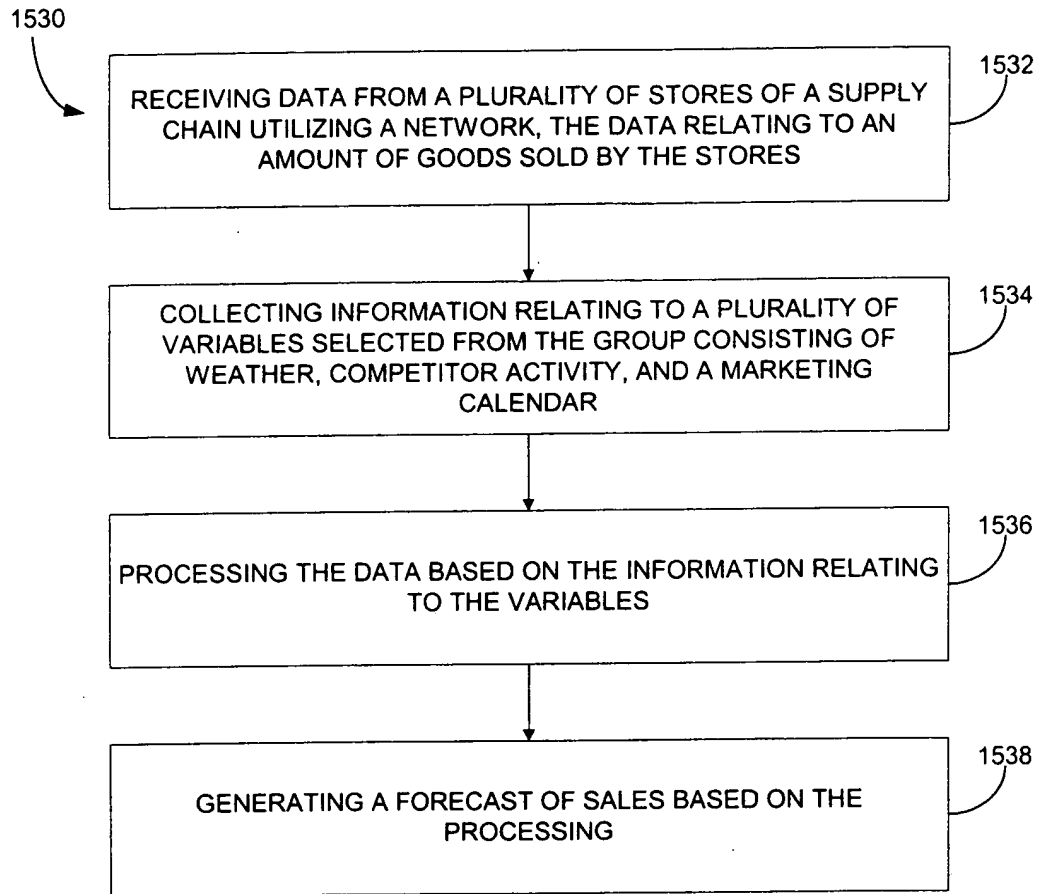 1530
1532
RECEIVING DATA FROM A PLURALITY OF STORES OF A SUPPLY
CHAIN UTILIZING A NETWORK, THE DATA RELATING TO AN
AMOUNT OF GOODS SOLD BY THE STORES
1534
COLLECTING INFORMATION RELATING TO A PLURALITY OF
VARIABLES SELECTED FROM THE GROUP CONSISTING OF
WEATHER, COMPETITOR ACTIVITY, AND A MARKETING
CALENDAR
1536
PROCESSING THE DATA BASED ON THE INFORMATION RELATING
TO THE VARIABLES
1538
GENERATING A FORECAST OF SALES BASED ON THE
PROCESSING